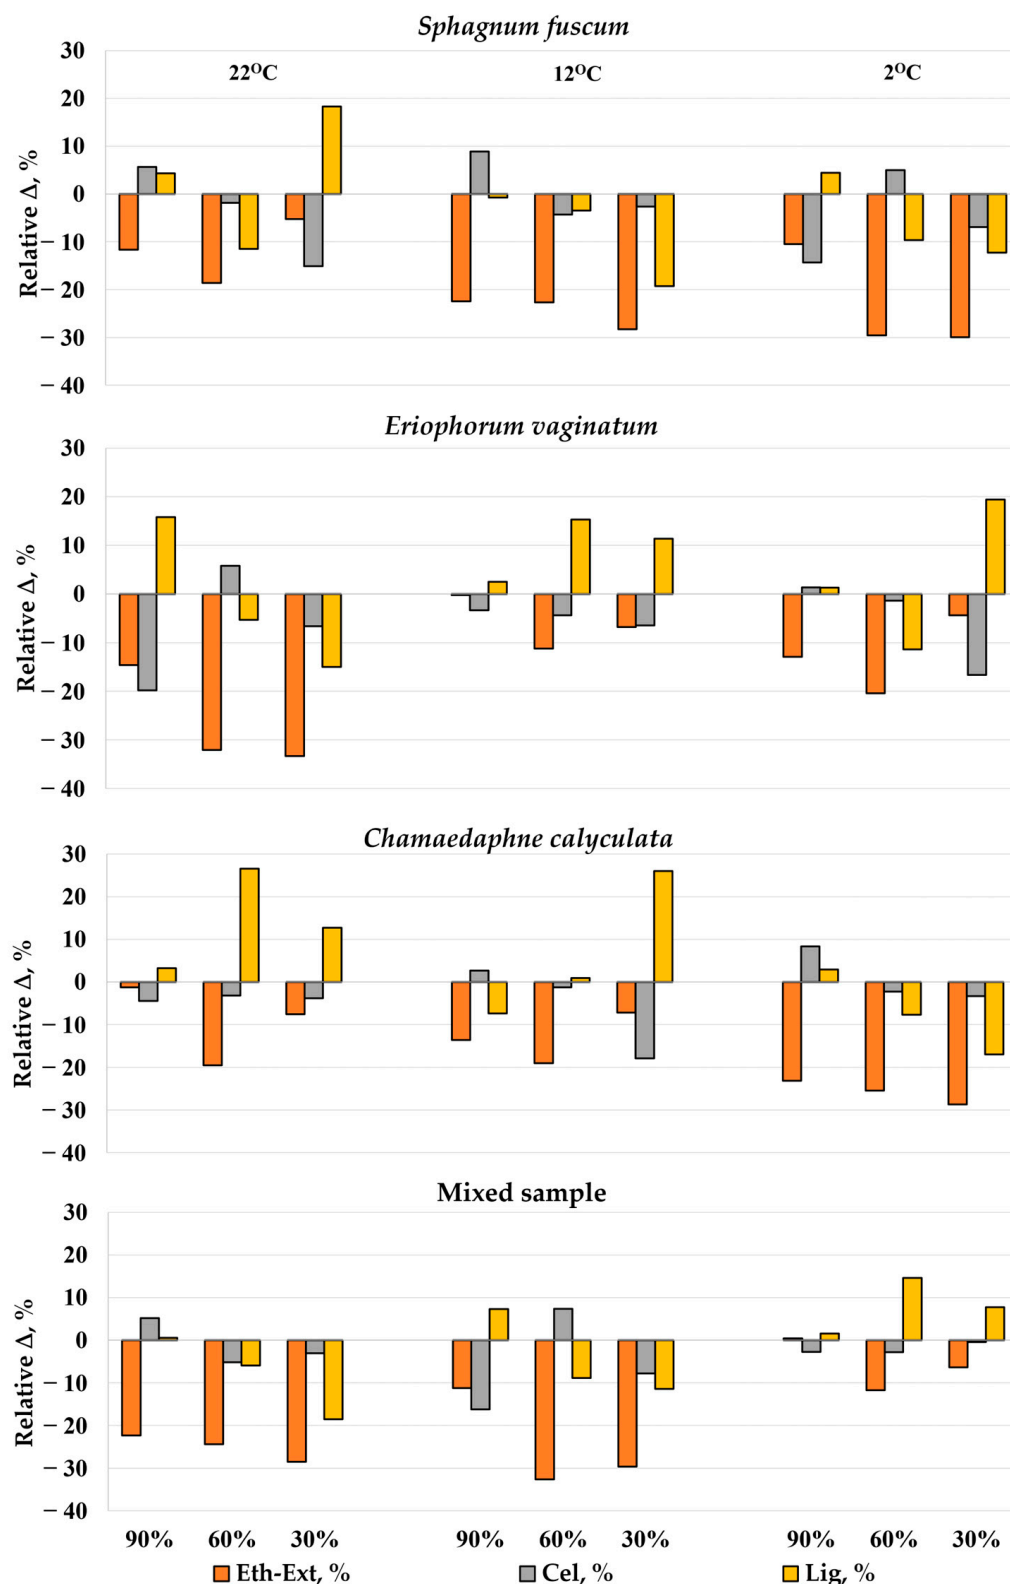 Sphagnum fuscum
22°C 12°C 2°C
Relative Δ, %
30
20
10
0
− 10
− 20
− 30
− 40
Eriophorum vaginatum
Relative Δ, %
30
20
10
0
− 10
− 20
− 30
− 40
Chamaedaphne calyculata
Relative Δ, %
30
20
10
0
− 10
− 20
− 30
− 40
Mixed sample
Relative Δ, %
30
20
10
0
− 10
− 20
− 30
− 40
90% 60% 30% 90% 60% 30% 90% 60% 30%
Eth-Ext, % Cel, % Lig, %